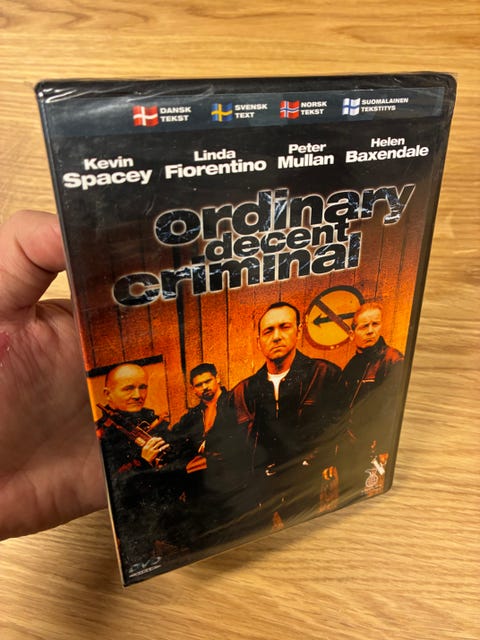 DANSK
TEKST
SVENSK
TEXT
NORSK
TEKST
SUOMALAINEN
TEKSTITYS
Kevin
Spacey
Linda
Fiorentino
Peter
Mullan
Helen
Baxendale
ordinary
decent
criminal
DVD